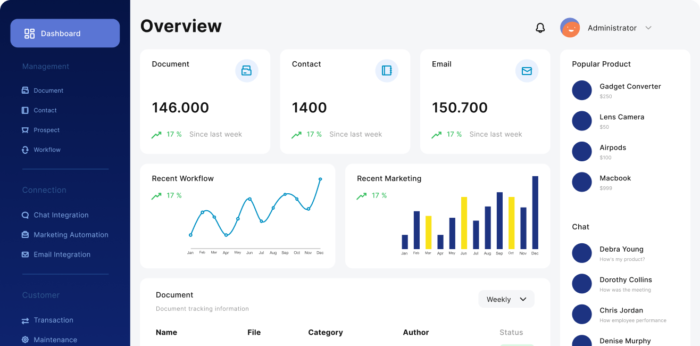 Dashboard
Management
Document
Contact
Prospect
Workflow
Connection
Chat Integration
Marketing Automation
Email Integration
Customer
Transaction
Maintenance
Overview
Administrator
Document
146.000
17 % Since last week
Contact
1400
17 % Since last week
Email
150.700
17 % Since last week
Recent Workflow
17 %
Jan Feb Mar Apr Mar Jun Jul Aug Sep Oct Nov Dec
Recent Marketing
17 %
Jan Feb Mar Apr Mar Jun Jul Aug Sep Oct Nov Dec
Document
Document tracking information
Weekly
Name File Category Author Status
Popular Product
Gadget Converter
$250
Lens Camera
$50
Airpods
Macbook
$999
Chat
Debra Young
How's my product?
Dorothy Collins
How was the meeting
Chris Jordan
How employee performance
Denise Murphy